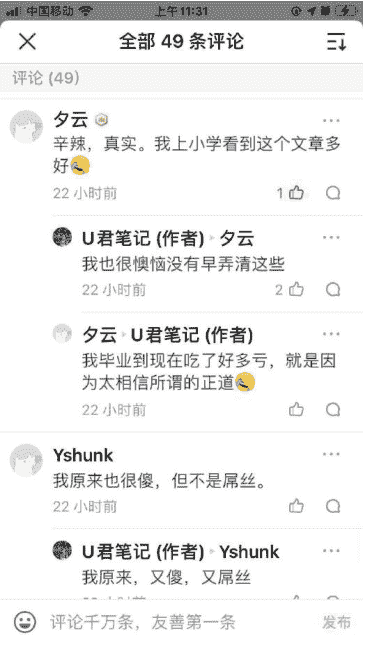 中国移动 上午11:31
全部 49 条评论
评论（49）
夕云
辛辣，真实。我上小学看到这个文章多
好
22 小时前 1
U君笔记 (作者) 夕云
我也很懊恼没有早弄清这些
22 小时前 2
夕云 U君笔记 (作者)
我毕业到现在吃了好多亏，就是因
为太相信所谓的正道
22 小时前
Yshunk
我原来也很傻，但不是屌丝。
22 小时前
U君笔记 (作者) Yshunk
我原来，又傻，又屌丝
评论千万条，友善第一条 发布